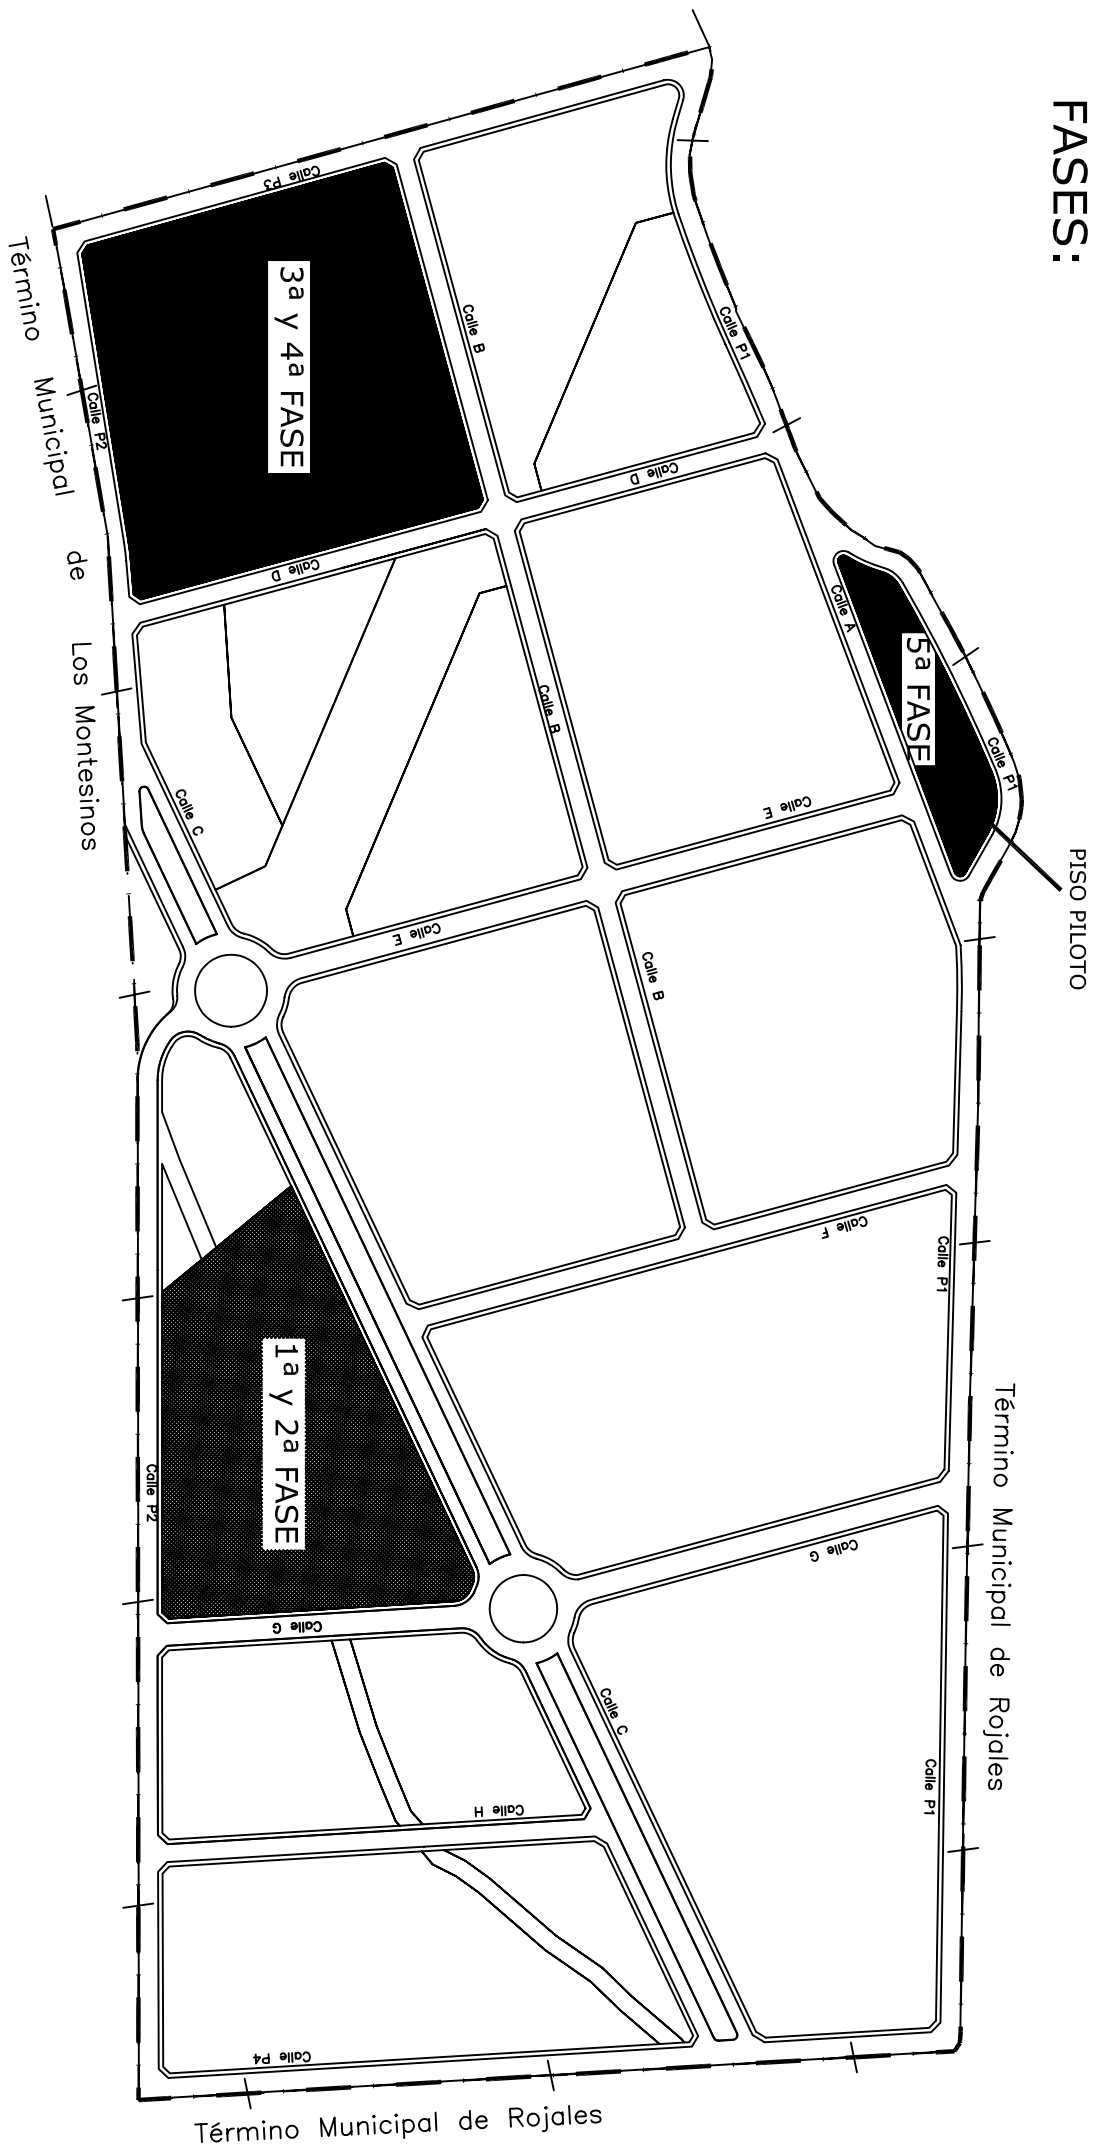 FASES:
Calle P3
3ª y 4ª FASE
Calle B
Calle P1
Calle P2
Término Municipal de Los Montesinos
Calle D
Calle D
Calle A
5ª FASE
Calle P1
PISO PILOTO
Calle B
Calle C
Calle E
Calle E
Calle B
Calle F
Calle P1
1ª y 2ª FASE
Término Municipal de Rojales
Calle P2
Calle G
Calle G
Calle C
Calle P1
Calle H
Calle P4
Término Municipal de Rojales